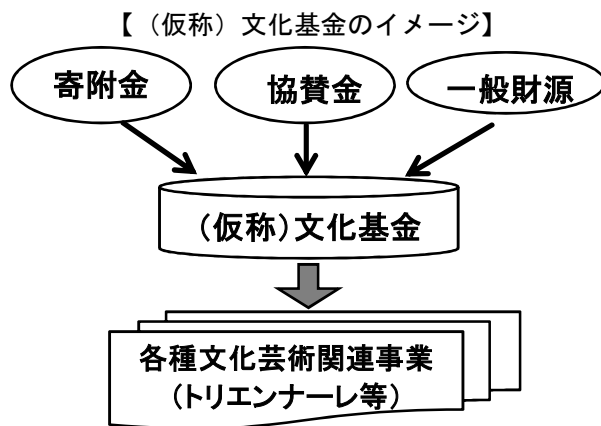 【（仮称）文化基金のイメージ】
寄附金
協賛金
一般財源
（仮称）文化基金
各種文化芸術関連事業
（トリエンナーレ等）